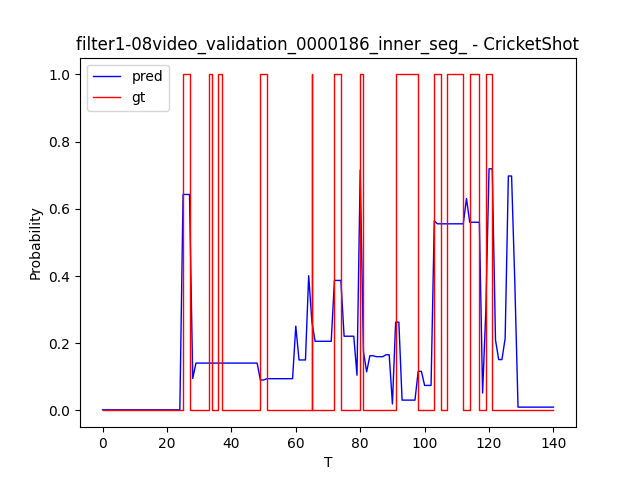 filter1-08video_validation_0000186_inner_seg_ - CricketShot
pred
gt
1.0
0.8
0.6
0.4
0.2
0.0
Probability
0 20 40 60 80 100 120 140
T